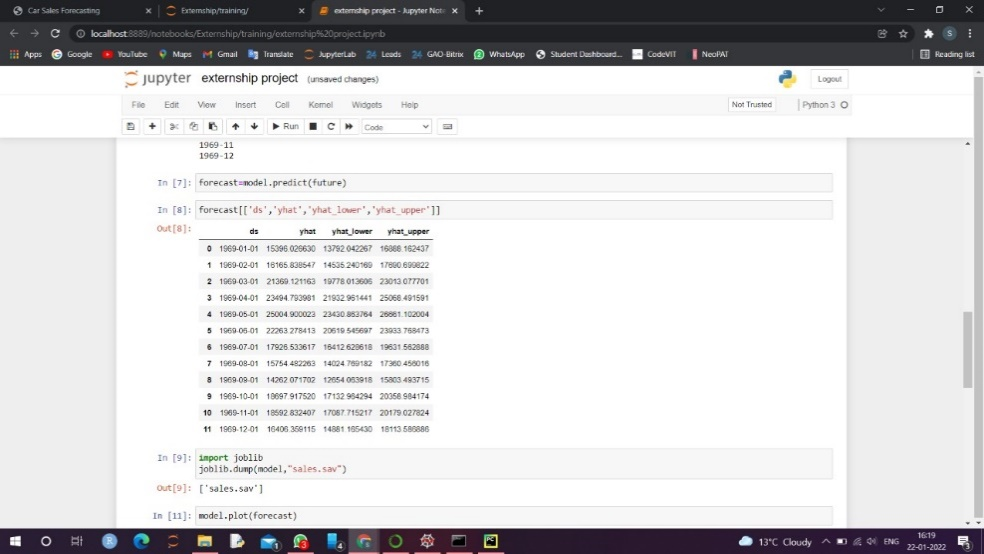 Car Sales Forecasting
Externship/training/
externship project - Jupyter Note
localhost:8889/notebooks/Externship/training/externship%20project.ipynb
Apps Google YouTube Maps Gmail Translate JupyterLab Leads GAO-Bitrix WhatsApp Student Dashboard... CodeVIT NeoPAT Reading list
jupyter externship project (unsaved changes) Logout
File Edit View Insert Cell Kernel Widgets Help Not Trusted Python 3
Run Code
1969-11
1969-12
In [7]: forecast=model.predict(future)
In [8]: forecast[['ds','yhat','yhat_lower','yhat_upper']]
Out[8]:
ds yhat yhat_lower yhat_upper
0 1969-01-01 15396.026630 13792.042267 16888.162437
1 1969-02-01 16165.838547 14535.240169 17690.699822
2 1969-03-01 21369.121163 19778.013606 23013.077701
3 1969-04-01 23494.793981 21932.961441 25068.491591
4 1969-05-01 25004.900023 23430.863764 26661.102004
5 1969-06-01 22263.278413 20619.545697 23933.768473
6 1969-07-01 17926.533617 16412.628618 19631.562888
7 1969-08-01 15754.482263 14024.769182 17360.456016
8 1969-09-01 14262.071702 12654.063918 15803.493715
9 1969-10-01 18697.917520 17132.984294 20358.984174
10 1969-11-01 18592.832407 17087.715217 20179.027824
11 1969-12-01 16406.359115 14881.165430 18113.586886
In [9]: import joblib
joblib.dump(model,"sales.sav")
Out[9]: ['sales.sav']
In [11]: model.plot(forecast)
13°C Cloudy ENG 16:19
22-01-2022